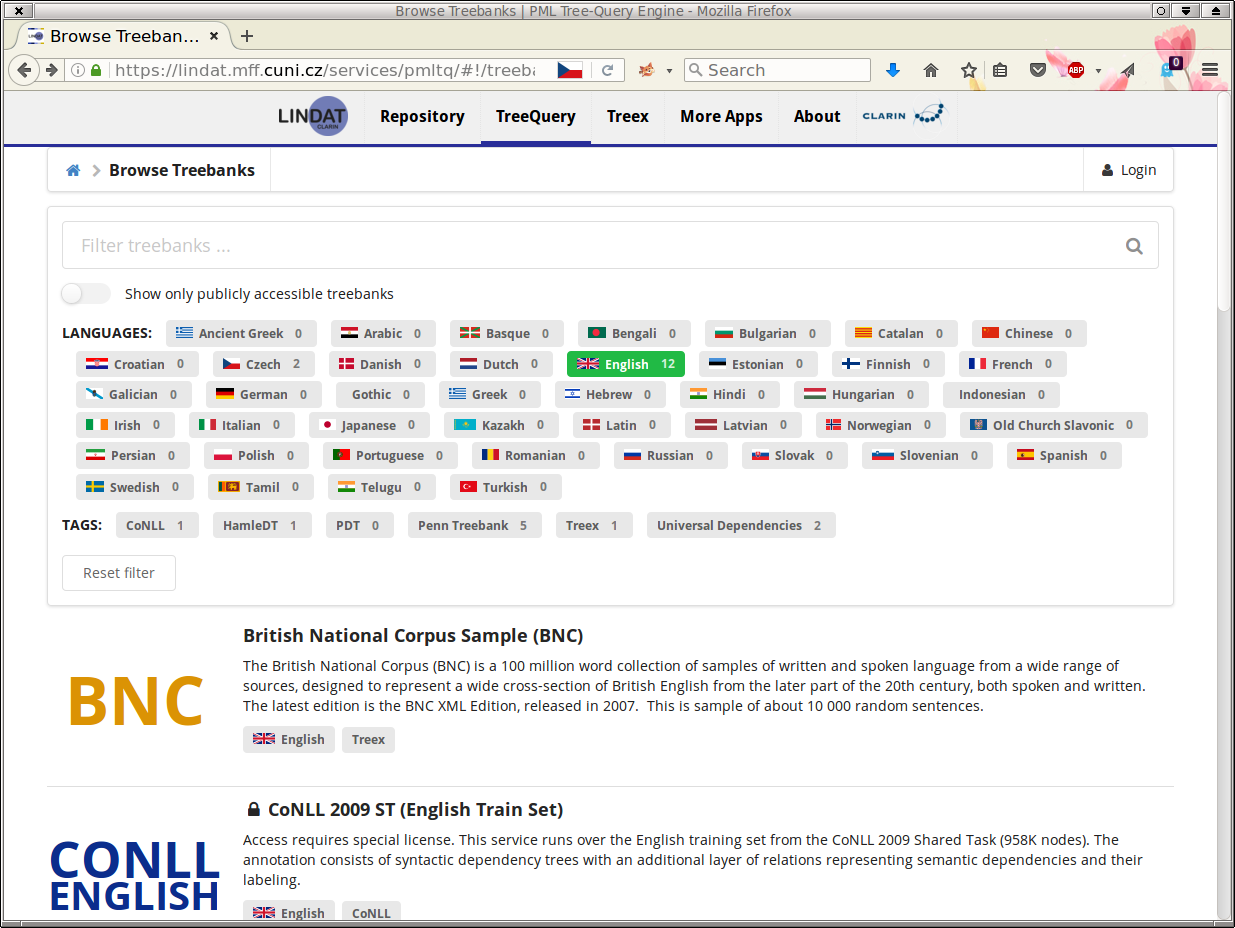 Browse Treebanks | PML Tree-Query Engine - Mozilla Firefox
Browse Treeban...
https://lindat.mff.cuni.cz/services/pmltq/#!/treeba
Search
ABP
0
LINDAT
CLARIN
Repository
TreeQuery
Treex
More Apps
About
CLARIN
Browse Treebanks
Login
Filter treebanks ...
Show only publicly accessible treebanks
LANGUAGES: Ancient Greek 0 Arabic 0 Basque 0 Bengali 0 Bulgarian 0 Catalan 0 Chinese 0
Croatian 0 Czech 2 Danish 0 Dutch 0 English 12 Estonian 0 Finnish 0 French 0
Galician 0 German 0 Gothic 0 Greek 0 Hebrew 0 Hindi 0 Hungarian 0 Indonesian 0
Irish 0 Italian 0 Japanese 0 Kazakh 0 Latin 0 Latvian 0 Norwegian 0 Old Church Slavonic 0
Persian 0 Polish 0 Portuguese 0 Romanian 0 Russian 0 Slovak 0 Slovenian 0 Spanish 0
Swedish 0 Tamil 0 Telugu 0 Turkish 0
TAGS: CoNLL 1 HamleDT 1 PDT 0 Penn Treebank 5 Treex 1 Universal Dependencies 2
Reset filter
BNC
British National Corpus Sample (BNC)
The British National Corpus (BNC) is a 100 million word collection of samples of written and spoken language from a wide range of
sources, designed to represent a wide cross-section of British English from the later part of the 20th century, both spoken and written.
The latest edition is the BNC XML Edition, released in 2007.  This is sample of about 10 000 random sentences.
English Treex
CONLL
ENGLISH
CoNLL 2009 ST (English Train Set)
Access requires special license. This service runs over the English training set from the CoNLL 2009 Shared Task (958K nodes). The
annotation consists of syntactic dependency trees with an additional layer of relations representing semantic dependencies and their
labeling.
English CoNLL